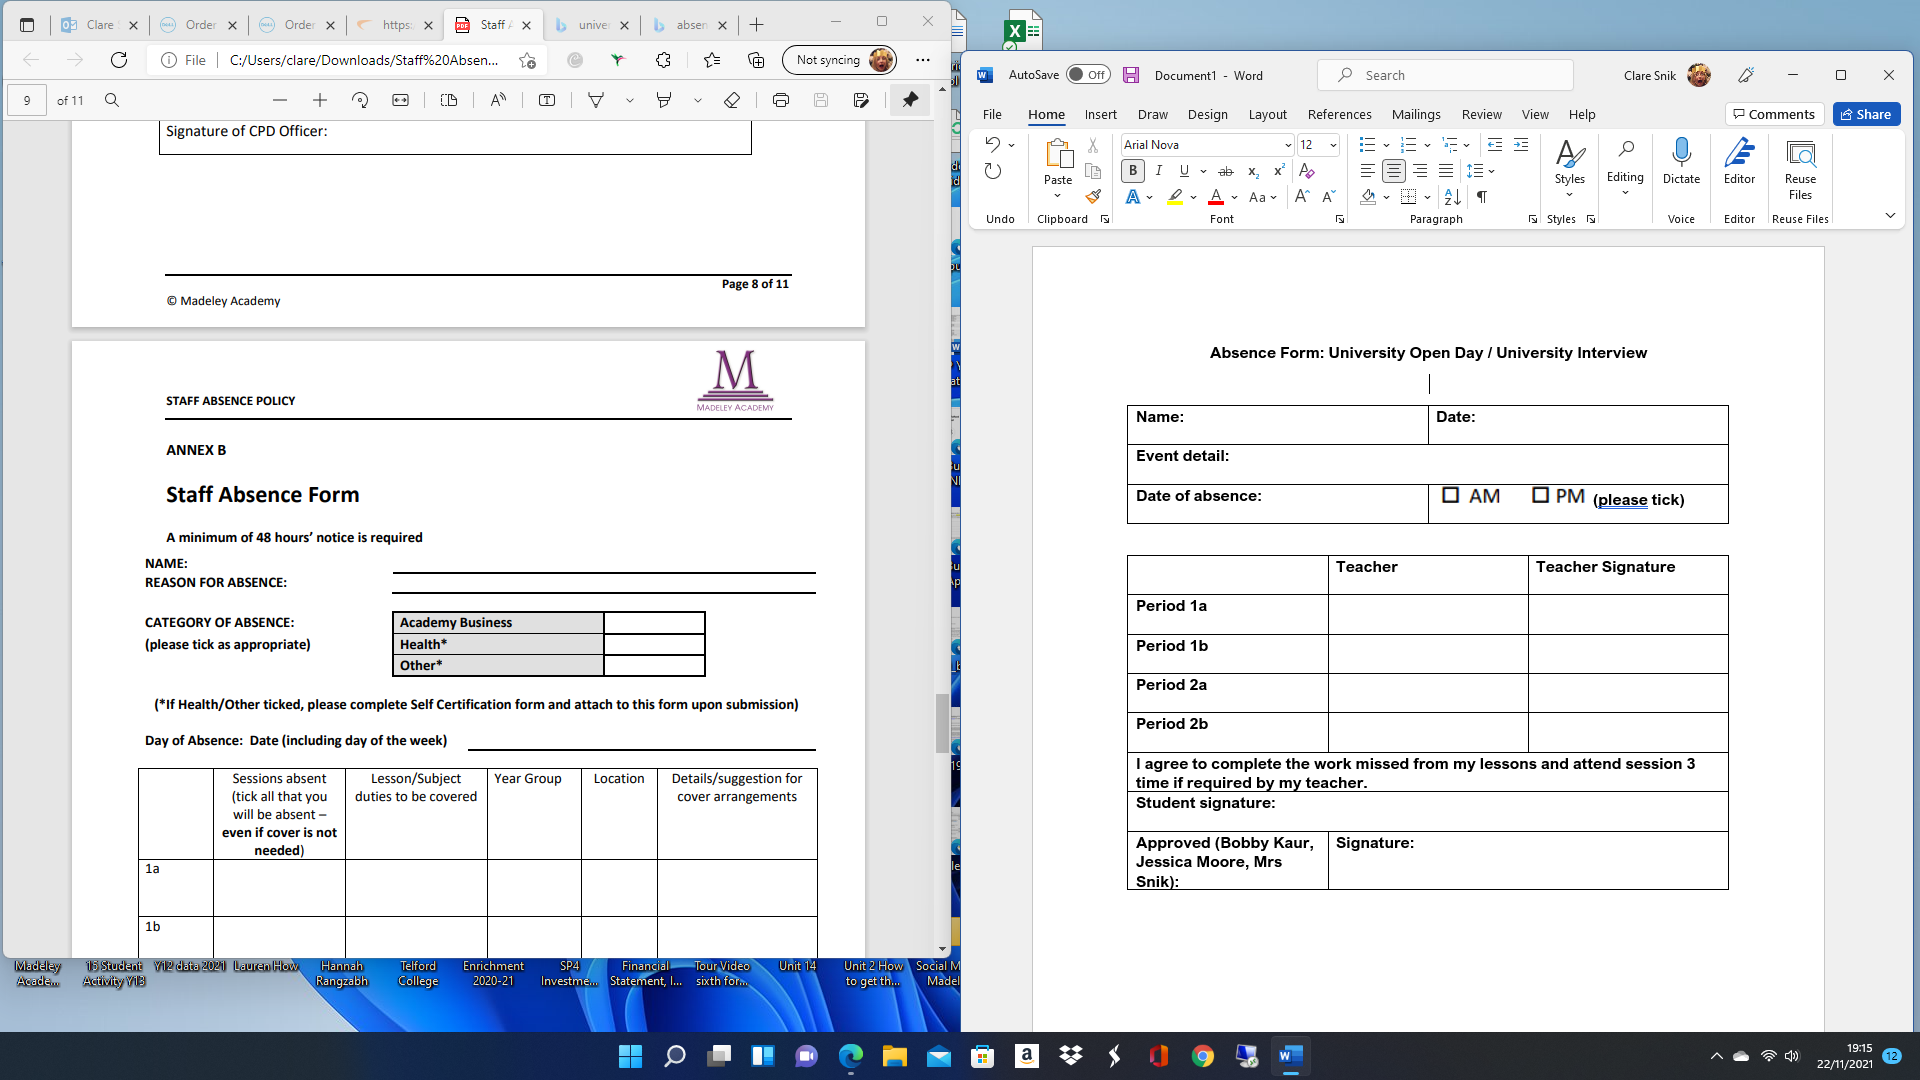 Clare
Order
Order
https:
Staff A
univer
absen
File
C:/Users/clare/Downloads/Staff%20Absen...
Not syncing
9 of 11
Signature of CPD Officer:
Page 8 of 11
© Madeley Academy
M
MADELEY ACADEMY
STAFF ABSENCE POLICY
ANNEX B
Staff Absence Form
A minimum of 48 hours’ notice is required
NAME:
REASON FOR ABSENCE:
CATEGORY OF ABSENCE:
(please tick as appropriate)
Academy Business
Health*
Other*
(*If Health/Other ticked, please complete Self Certification form and attach to this form upon submission)
Day of Absence: Date (including day of the week)
Sessions absent
(tick all that you
will be absent –
even if cover is not
needed)
Lesson/Subject
duties to be covered
Year Group
Location
Details/suggestion for
cover arrangements
1a
1b
AutoSave Off
Document1 - Word
Search
Clare Snik
File Home Insert Draw Design Layout References Mailings Review View Help
Comments
Share
Undo
Paste
Clipboard
Arial Nova 12
Font
Paragraph
Styles
Styles
Editing
Dictate
Voice
Editor
Editor
Reuse
Files
Reuse Files
Absence Form: University Open Day / University Interview
Name: Date:
Event detail:
Date of absence: AM PM (please tick)
Teacher Teacher Signature
Period 1a
Period 1b
Period 2a
Period 2b
I agree to complete the work missed from my lessons and attend session 3
time if required by my teacher.
Student signature:
Approved (Bobby Kaur,
Jessica Moore, Mrs
Snik):
Signature:
Madeley
Acade...
15 Student
Activity Y13
Y12 data 2021
Lauren How
Hannah
Rangzabh
Telford
College
Enrichment
2020-21
SP4
Investme...
Financial
Statement, I...
Tour Video
sixth for...
Unit 14
Unit 2 How
to get th...
Social M
Madel
19:15
22/11/2021
12